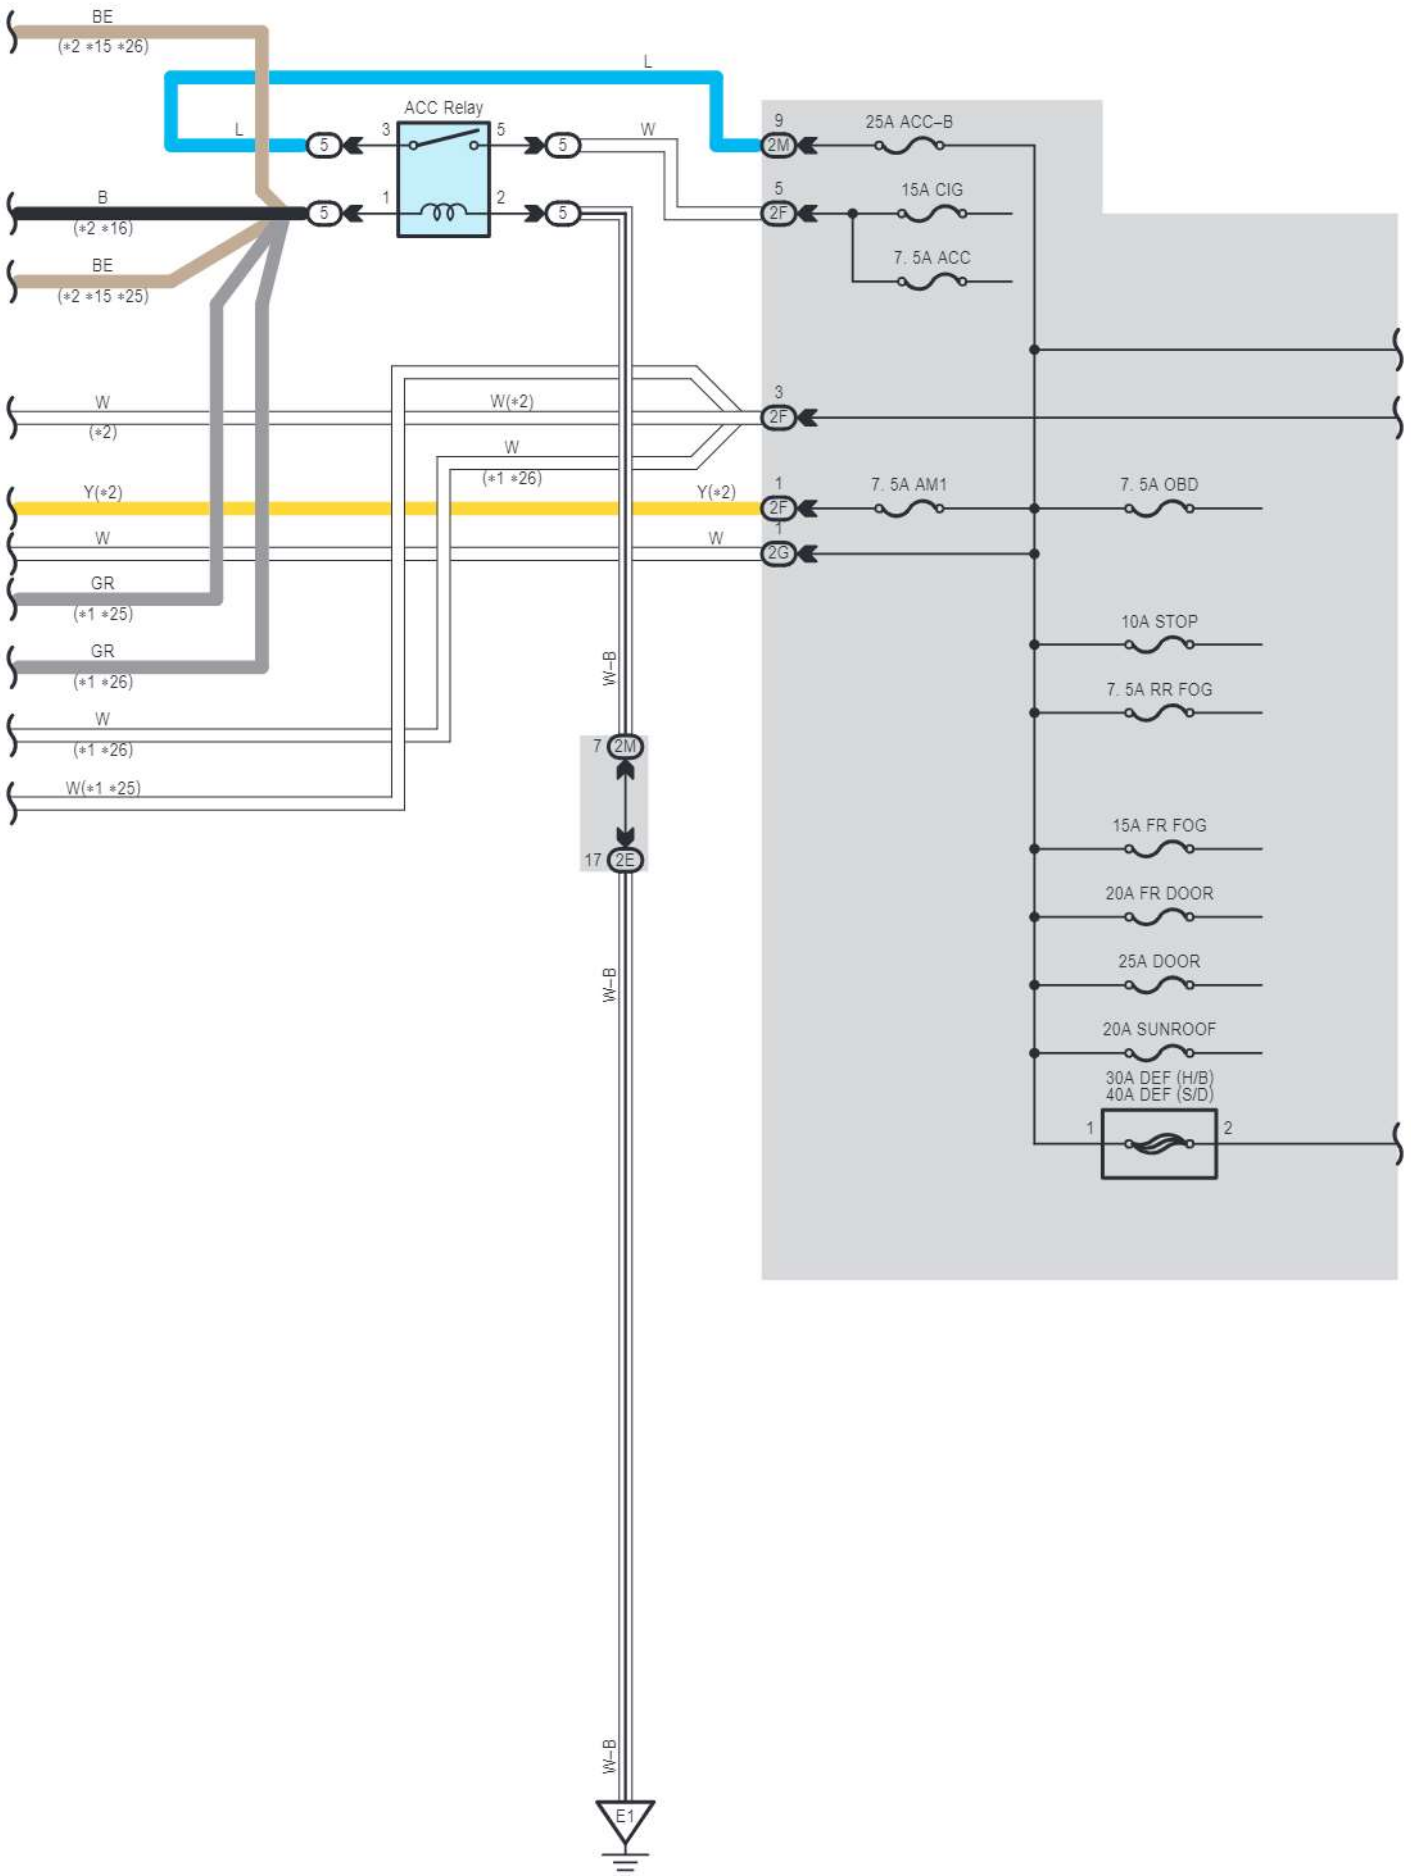 BE
(*2 *15 *26)
L
ACC Relay
L
5
3
5
5
W
9
2M
25A ACC–B
B
(*2 *16)
5
1
2
5
5
2F
15A CIG
BE
(*2 *15 *25)
7. 5A ACC
W
(*2)
W(*2)
3
2F
W
(*1 *26)
Y(*2)
Y(*2)
1
2F
7. 5A AM1
7. 5A OBD
W
W
1
2G
GR
(*1 *25)
10A STOP
GR
(*1 *26)
W–B
7. 5A RR FOG
W
(*1 *26)
7 2M
W(*1 *25)
15A FR FOG
17 2E
20A FR DOOR
W–B
25A DOOR
20A SUNROOF
30A DEF (H/B)
40A DEF (S/D)
1
2
W–B
E1